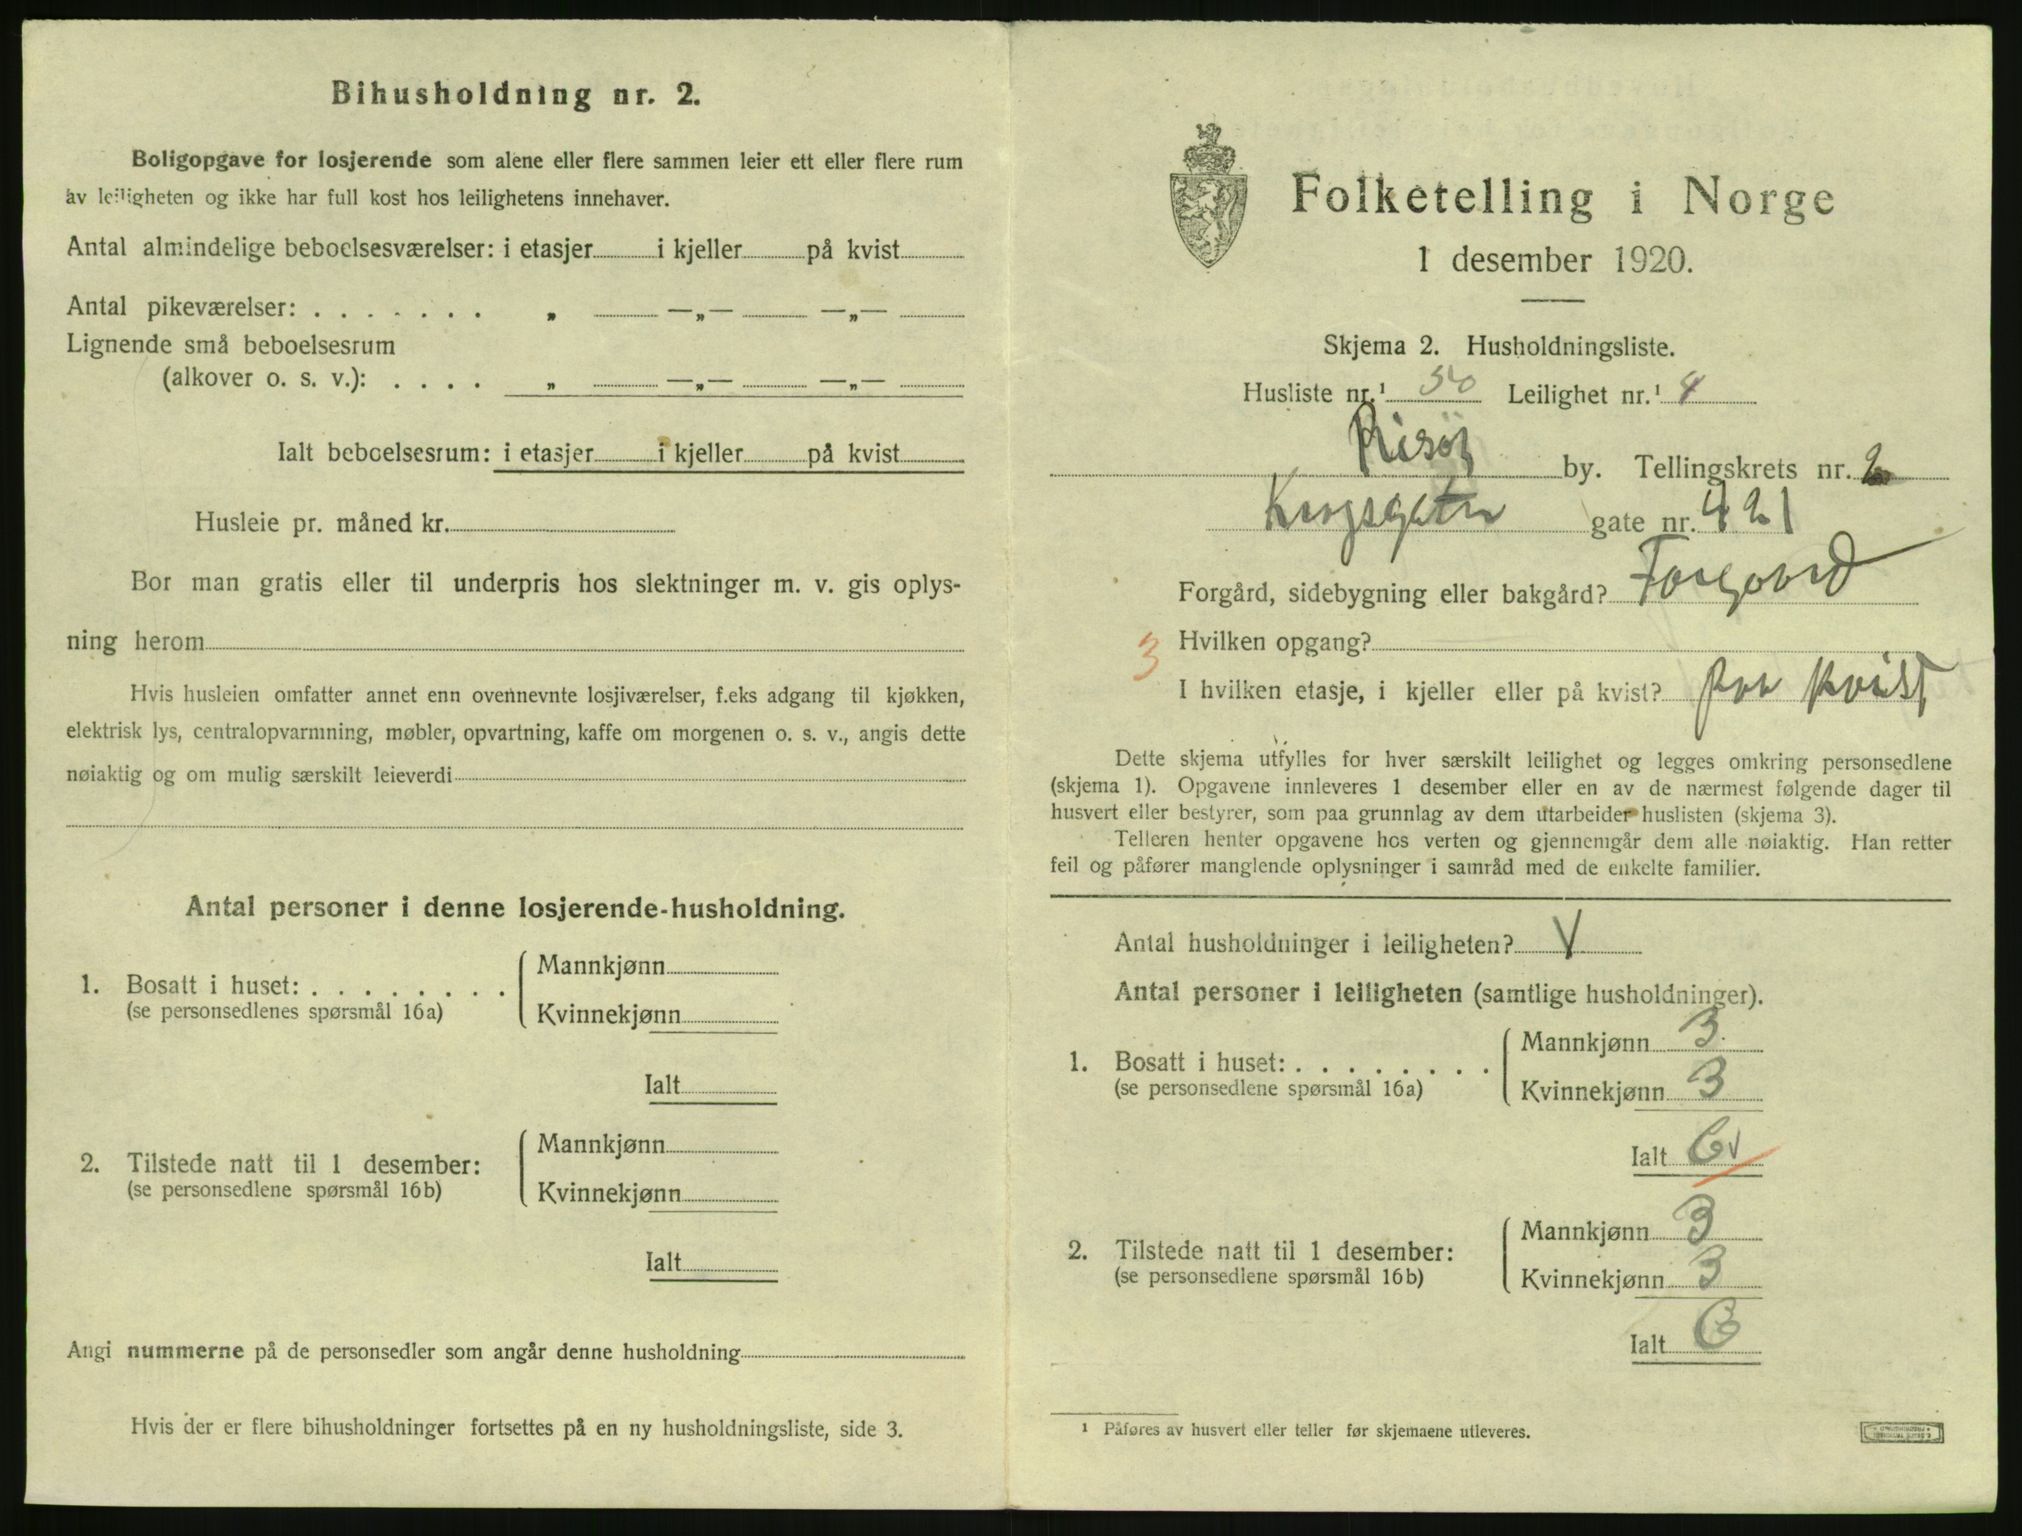 Bihusholdning nr. 2.
Boligopgave for losjerende som alene eller flere sammen leier ett eller flere rum
av leiligheten og ikke har full kost hos leilighetens innehaver.
Antal almindelige beboelsesværelser: i etasjer i kjeller på kvist
Antal pikeværelser: . . . . . . . „ —„— —„—
Lignende små beboelsesrum
(alkover o. s. v.): . . . . „ —„— —„—
Ialt beboelsesrum: i etasjer i kjeller på kvist
Husleie pr. måned kr.
Bor man gratis eller til underpris hos slektninger m. v. gis oplys-
ning herom
Hvis husleien omfatter annet enn ovennevnte losjiværelser, f.eks adgang til kjøkken,
elektrisk lys, centralopvarmning, møbler, opvartning, kaffe om morgenen o. s. v., angis dette
nøiaktig og om mulig særskilt leieverdi
Antal personer i denne losjerende-husholdning.
1. Bosatt i huset: . . . . . . . . Mannkjønn
(se personsedlenes spørsmål 16a) Kvinnekjønn
Ialt
2. Tilstede natt til 1 desember: Mannkjønn
(se personsedlene spørsmål 16b) Kvinnekjønn
Ialt
Angi nummerne på de personsedler som angår denne husholdning
Hvis der er flere bihusholdninger fortsettes på en ny husholdningsliste, side 3.
Folketelling i Norge
1 desember 1920.
Skjema 2. Husholdningsliste.
Husliste nr.¹ 50 Leilighet nr.¹ 4
Risör by. Tellingskrets nr. 2
gate nr. 421
Forgård, sidebygning eller bakgård? Forgaard
3 Hvilken opgang?
I hvilken etasje, i kjeller eller på kvist? paa kvist
Dette skjema utfylles for hver særskilt leilighet og legges omkring personsedlene
(skjema 1). Opgavene innleveres 1 desember eller en av de nærmest følgende dager til
husvert eller bestyrer, som paa grunnlag av dem utarbeider huslisten (skjema 3).
Telleren henter opgavene hos verten og gjennemgår dem alle nøiaktig. Han retter
feil og påfører manglende oplysninger i samråd med de enkelte familier.
Antal husholdninger i leiligheten?
Antal personer i leiligheten (samtlige husholdninger).
1. Bosatt i huset: . . . . . . . . Mannkjønn 3
(se personsedlene spørsmål 16a) Kvinnekjønn 3
Ialt 6
2. Tilstede natt til 1 desember: Mannkjønn 3
(se personsedlene spørsmål 16b) Kvinnekjønn 3
Ialt 6
¹ Påføres av husvert eller teller før skjemaene utleveres.